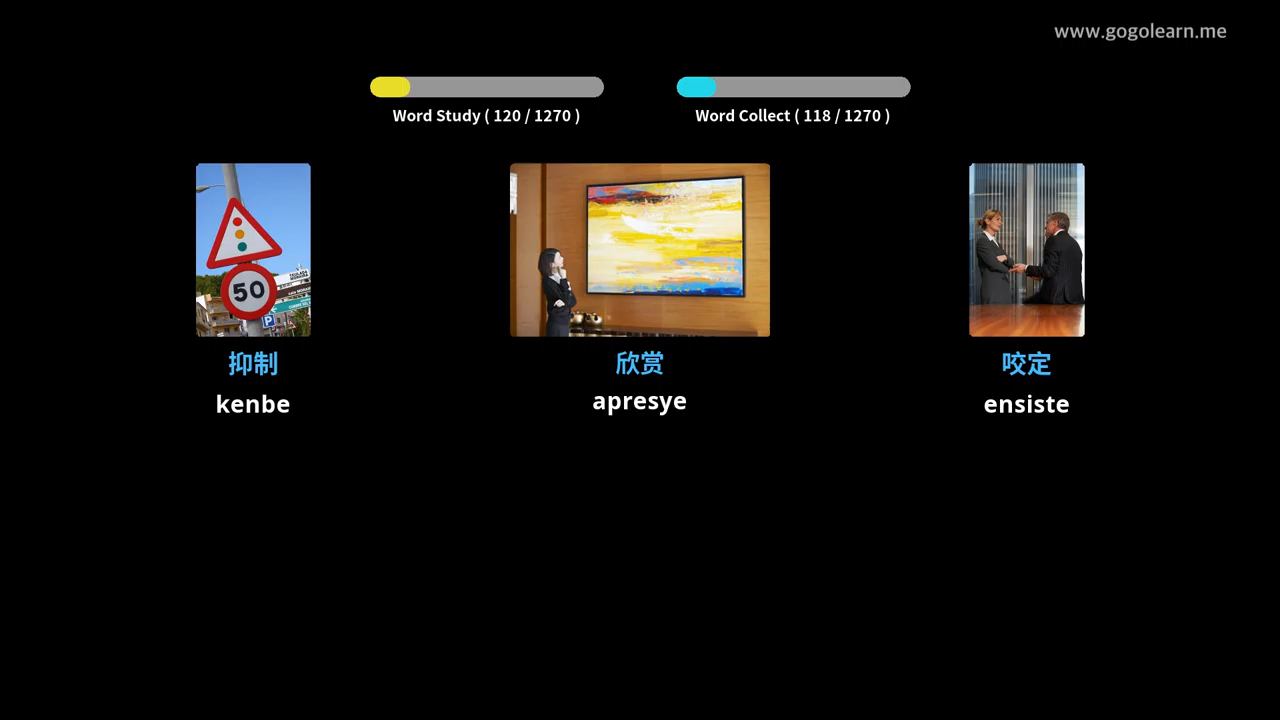 www.gogolearn.me
Word Study ( 120 / 1270 )
Word Collect ( 118 / 1270 )
50
P
抑制
欣赏
咬定
kenbe
apresye
ensiste